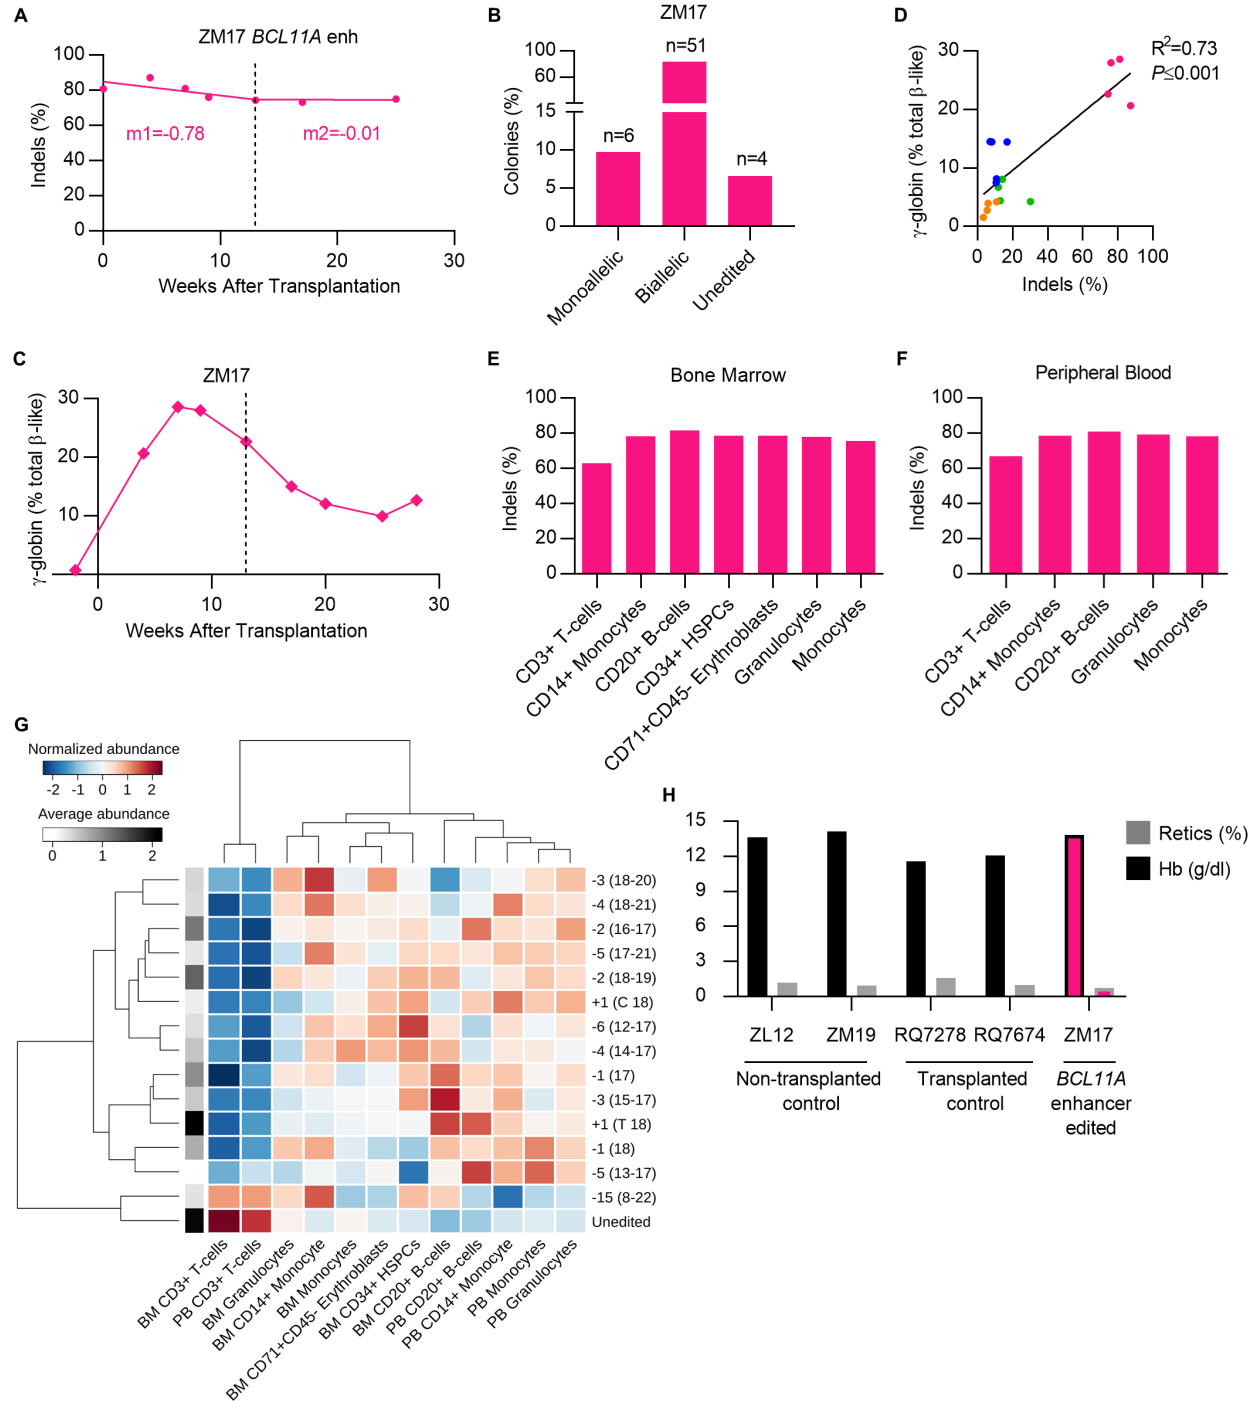 A
ZM17 BCL11A enh
Indels (%)
100
80
60
40
20
0
m1=-0.78
m2=-0.01
0 10 20 30
Weeks After Transplantation
B
ZM17
Colonies (%)
100
60
15
10
5
0
n=6
n=51
n=4
Monoallelic
Biallelic
Unedited
D
γ-globin (% total β-like)
30
20
10
0
R2=0.73
P≤0.001
0 20 40 60 80 100
Indels (%)
C
ZM17
γ-globin (% total β-like)
30
20
10
0 10 20 30
Weeks After Transplantation
E
Bone Marrow
Indels (%)
100
80
60
40
20
0
CD3+ T-cells
CD14+ Monocytes
CD20+ B-cells
CD34+ HSPCs
CD71+CD45- Erythroblasts
Granulocytes
Monocytes
F
Peripheral Blood
Indels (%)
100
80
60
40
20
0
CD3+ T-cells
CD14+ Monocytes
CD20+ B-cells
Granulocytes
Monocytes
G
Normalized abundance
-2 -1 0 1 2
Average abundance
0 1 2
-3 (18-20)
-4 (18-21)
-2 (16-17)
-5 (17-21)
-2 (18-19)
+1 (C 18)
-6 (12-17)
-4 (14-17)
-1 (17)
-3 (15-17)
+1 (T 18)
-1 (18)
-5 (13-17)
-15 (8-22)
Unedited
BM CD3+ T-cells
PB CD3+ T-cells
BM Granulocytes
BM CD14+ Monocyte
BM Monocytes
BM CD71+CD45- Erythroblasts
BM CD34+ HSPCs
BM CD20+ B-cells
PB CD20+ B-cells
PB CD14+ Monocyte
PB Monocytes
PB Granulocytes
H
15
12
9
6
3
0
Retics (%)
Hb (g/dl)
ZL12 ZM19 RQ7278 RQ7674 ZM17
Non-transplanted
control
Transplanted
control
BCL11A
enhancer
edited